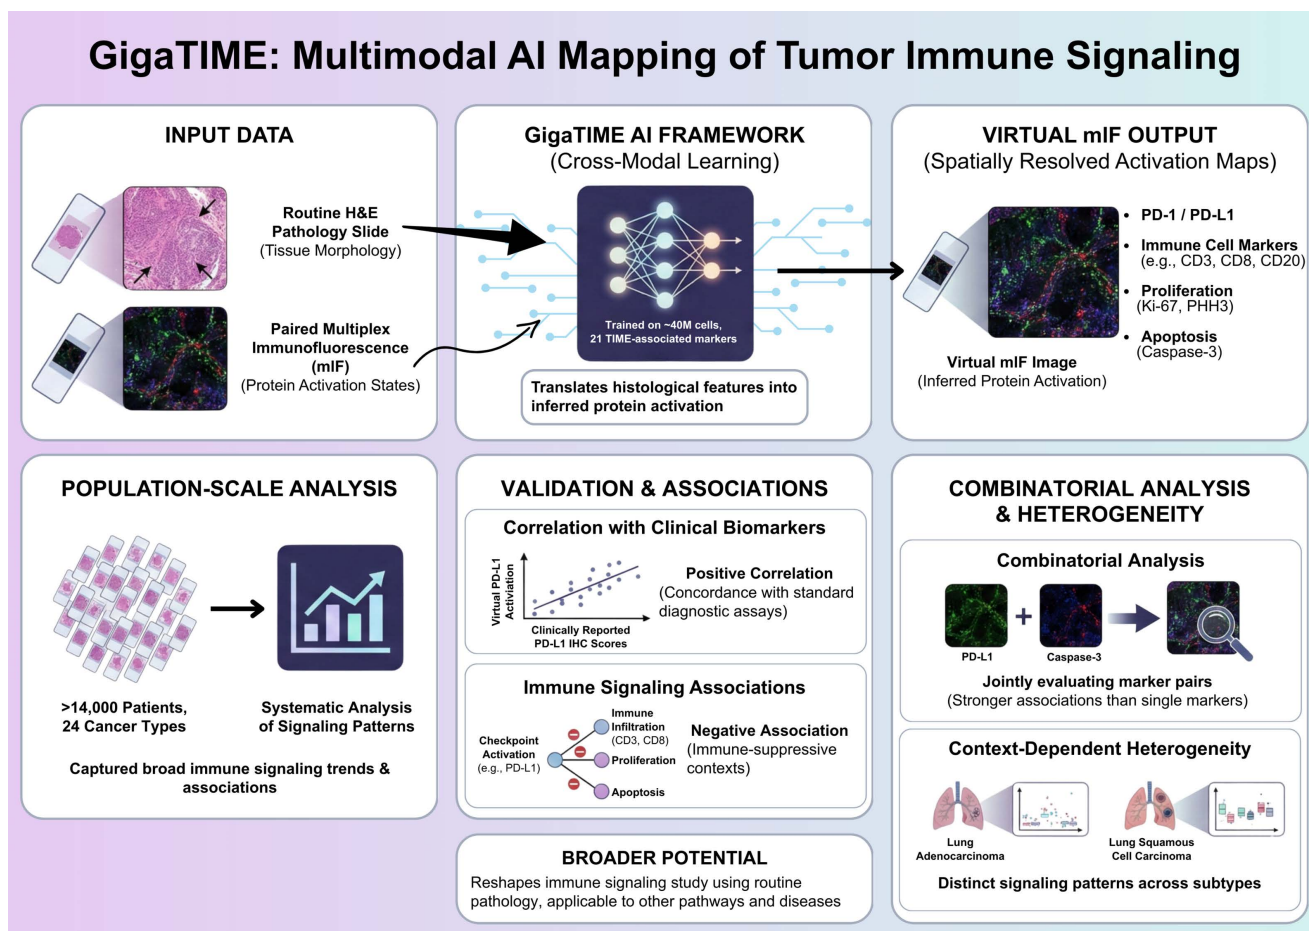 GigaTIME: Multimodal AI Mapping of Tumor Immune Signaling
INPUT DATA
Routine H&E
Pathology Slide
(Tissue Morphology)
Paired Multiplex
Immunofluorescence
(mIF)
(Protein Activation States)
GigaTIME AI FRAMEWORK
(Cross-Modal Learning)
Trained on ~40M cells,
21 TIME-associated markers
Translates histological features into
inferred protein activation
VIRTUAL mIF OUTPUT
(Spatially Resolved Activation Maps)
• PD-1 / PD-L1
• Immune Cell Markers
(e.g., CD3, CD8, CD20)
• Proliferation
(Ki-67, PHH3)
• Apoptosis
(Caspase-3)
Virtual mIF Image
(Inferred Protein Activation)
POPULATION-SCALE ANALYSIS
>14,000 Patients,
24 Cancer Types
Systematic Analysis
of Signaling Patterns
Captured broad immune signaling trends &
associations
VALIDATION & ASSOCIATIONS
Correlation with Clinical Biomarkers
Virtual PD-L1
Activation
Clinically Reported
PD-L1 IHC Scores
Positive Correlation
(Concordance with standard
diagnostic assays)
Immune Signaling Associations
Checkpoint
Activation
(e.g., PD-L1)
Immune
Infiltration
(CD3, CD8)
Proliferation
Apoptosis
Negative Association
(Immune-suppressive
contexts)
BROADER POTENTIAL
Reshapes immune signaling study using routine
pathology, applicable to other pathways and diseases
COMBINATORIAL ANALYSIS
& HETEROGENEITY
Combinatorial Analysis
+
PD-L1
Caspase-3
Jointly evaluating marker pairs
(Stronger associations than single markers)
Context-Dependent Heterogeneity
Lung
Adenocarcinoma
Lung Squamous
Cell Carcinoma
Distinct signaling patterns across subtypes